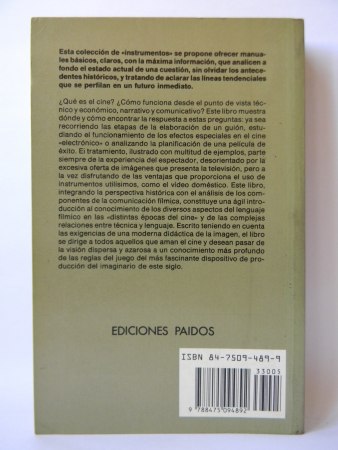 Esta colección de «instrumentos» se propone ofrecer manua-
les básicos, claros, con la máxima información, que analicen a
fondo el estado actual de una cuestión, sin olvidar los antece-
dentes históricos, y tratando de aclarar las líneas tendenciales
que se perfilan en un futuro inmediato.
¿Qué es el cine? ¿Cómo funciona desde el punto de vista téc-
nico y económico, narrativo y comunicativo? Este libro muestra
dónde y cómo encontrar la respuesta a estas preguntas: ya sea
recorriendo las etapas de la elaboración de un guión, estu-
diando el funcionamiento de los efectos especiales en el cine
«electrónico» o analizando la planificación de una película de
éxito. El tratamiento, ilustrado con multitud de ejemplos, parte
siempre de la experiencia del espectador, desorientado por la
excesiva oferta de imágenes que presenta la televisión, pero a
la vez disfrutando de las ventajas que proporciona el uso de
instrumentos utilísimos, como el vídeo doméstico. Este libro,
integrando la perspectiva histórica con el análisis de los com-
ponentes de la comunicación fílmica, constituye una ágil intro-
ducción al conocimiento de los diversos aspectos del lenguaje
fílmico en las «distintas épocas del cine» y de las complejas
relaciones entre técnica y lenguaje. Escrito teniendo en cuenta
las exigencias de una moderna didáctica de la imagen, el libro
se dirige a todos aquellos que aman el cine y desean pasar de
la visión dispersa y azarosa a un conocimiento más profundo
de las reglas del juego del más fascinante dispositivo de pro-
ducción del imaginario de este siglo.
EDICIONES PAIDOS
ISBN 84-7509-489-9
33005
9 788475 094892